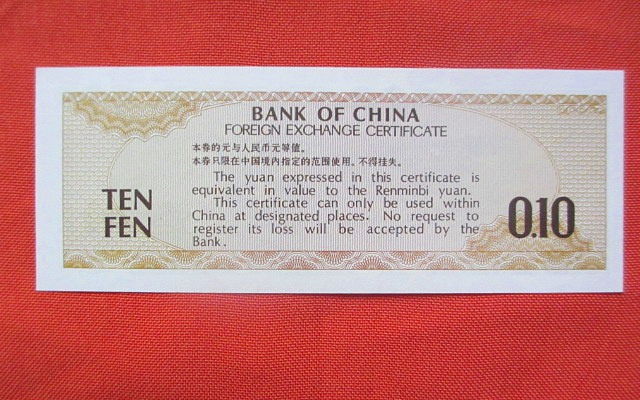 BANK OF CHINA
FOREIGN EXCHANGE CERTIFICATE
本券的元与人民币元等值。
本券只限在中国境内指定的范围使用。不得挂失。
The yuan expressed in this certificate is
equivalent in value to the Renminbi yuan.
This certificate can only be used within
China at designated places. No request to
register its loss will be accepted by the
Bank.
TEN
FEN
0.10